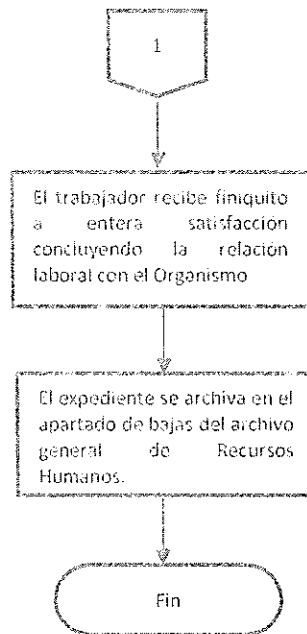 1
El trabajador recibe finiquito
a entera satisfacción
concluyendo la relación
laboral con el Organismo
El expediente se archiva en el
apartado de bajas del archivo
general de Recursos
Humanos.
Fin